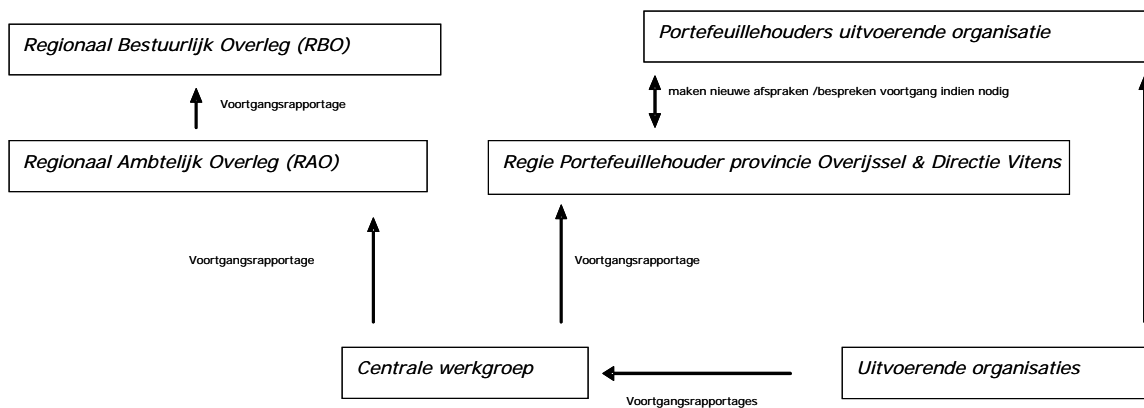 Regionaal Bestuurlijk Overleg (RBO)
Portefeuillehouders uitvoerende organisatie
Voortgangsrapportage
maken nieuwe afspraken /bespreken voortgang indien nodig
Regionaal Ambtelijk Overleg (RAO)
Regie Portefeuillehouder provincie Overijssel & Directie Vitens
Voortgangsrapportage
Voortgangsrapportage
Centrale werkgroep
Uitvoerende organisaties
Voortgangsrapportages